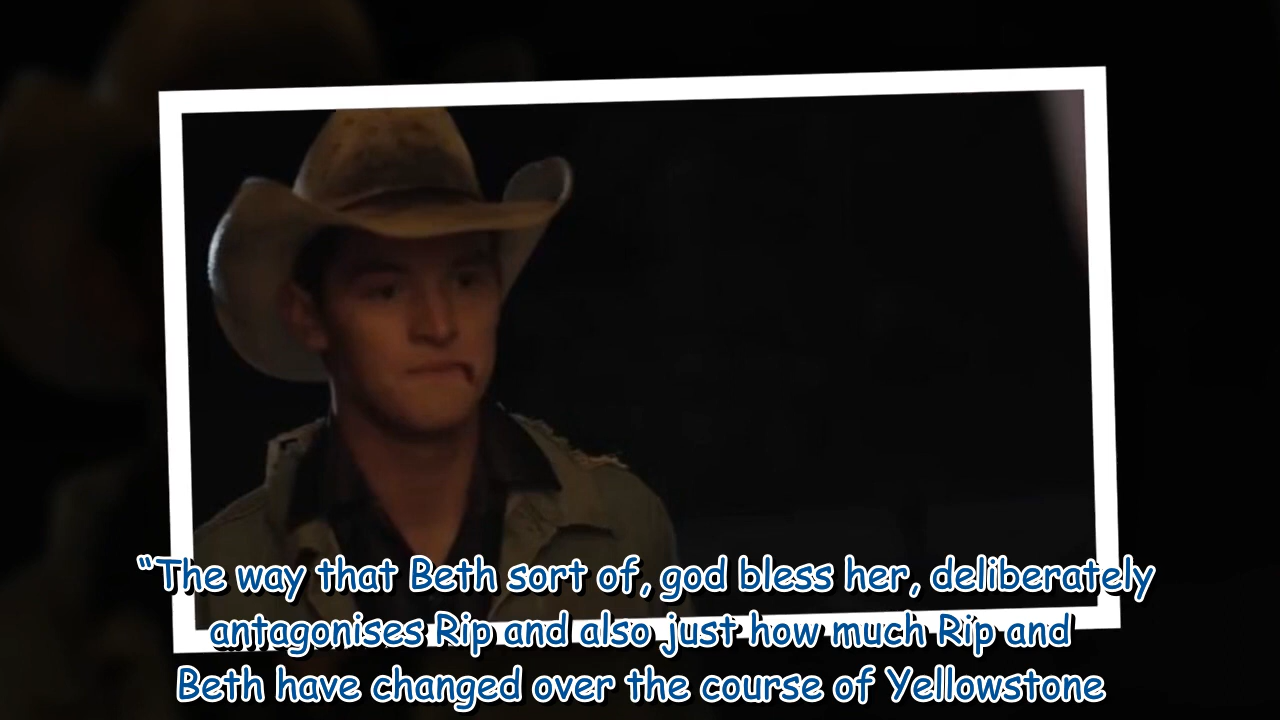 “The way that Beth sort of, god bless her, deliberately
antagonises Rip and also just how much Rip and
Beth have changed over the course of Yellowstone